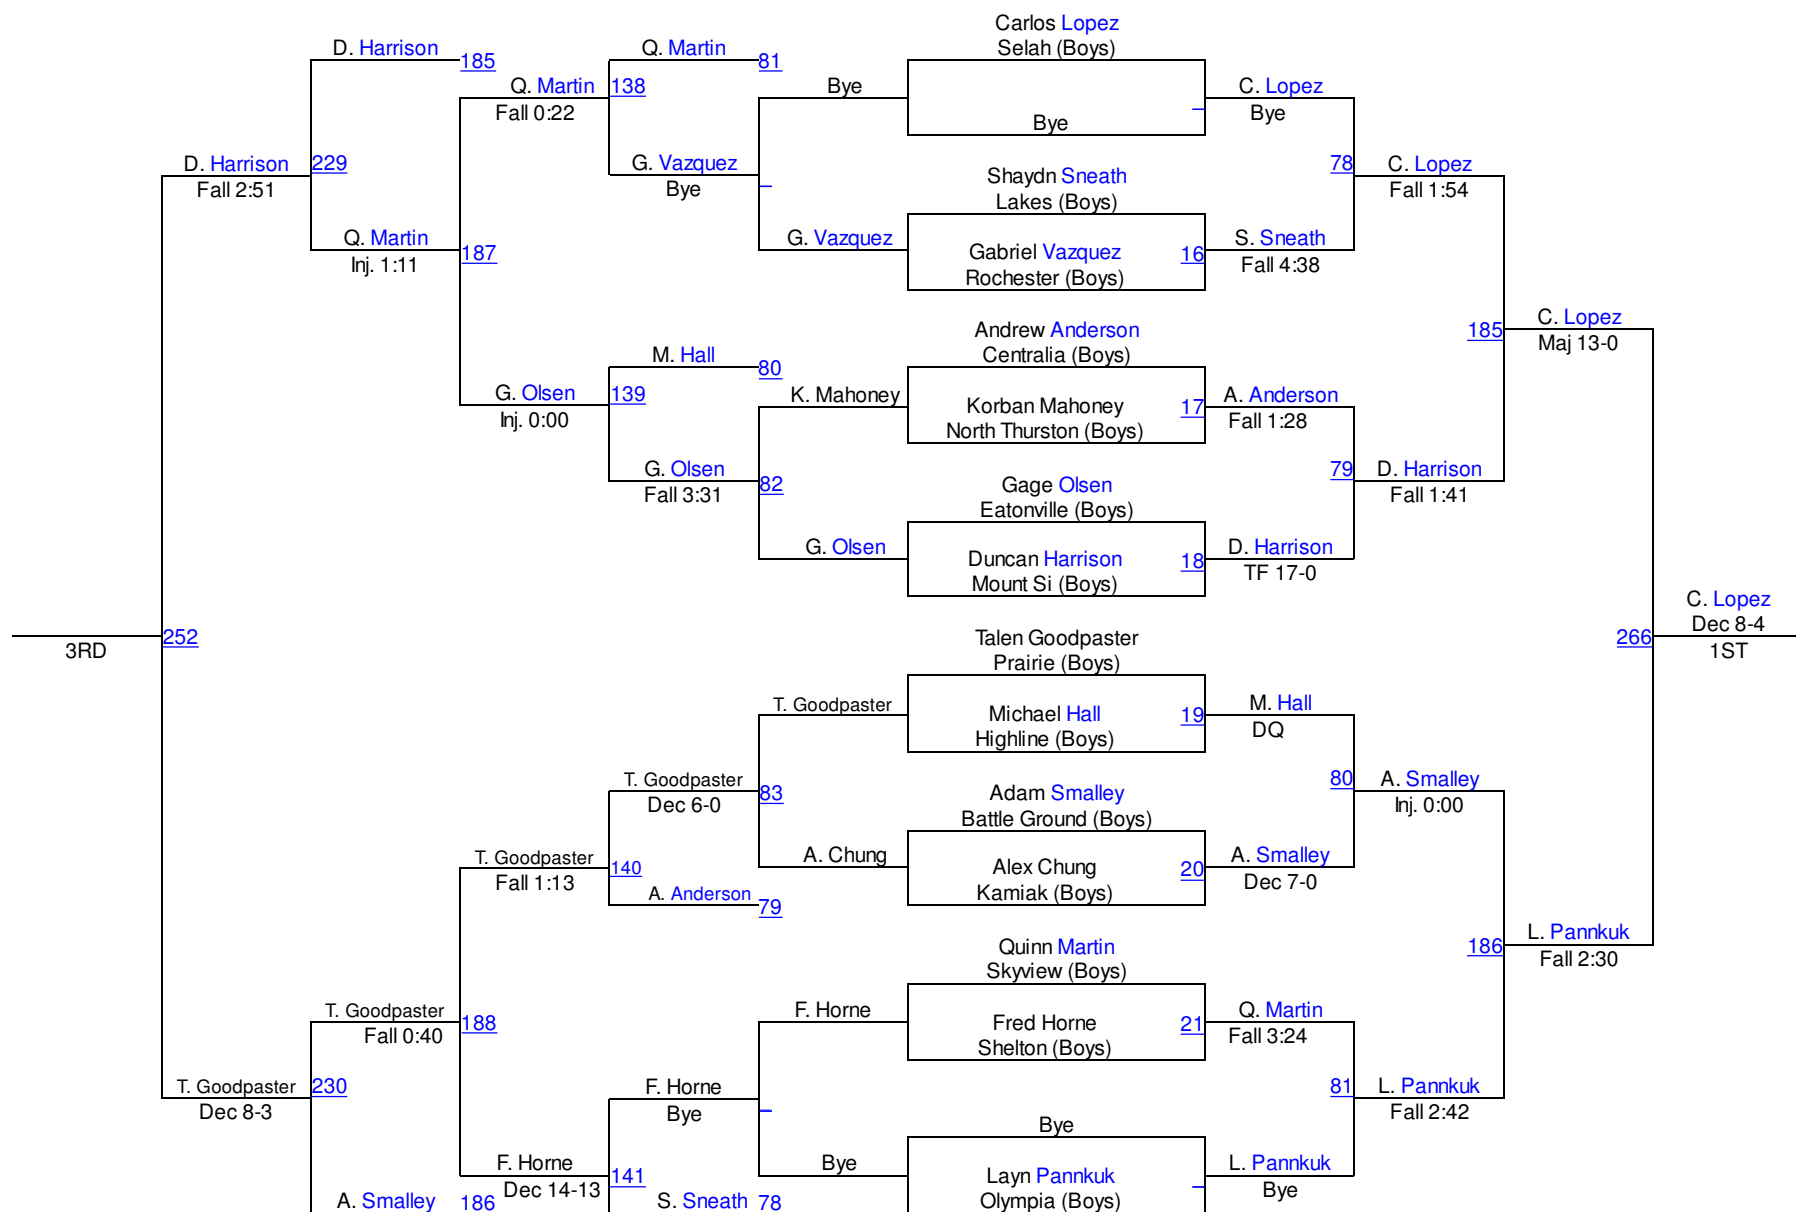 Carlos Lopez
D. Harrison
Q. Martin
Selah (Boys)
185
81
Q. Martin
138
Bye
C. Lopez
Fall 0:22
_
Bye
Bye
D. Harrison
229
G. Vazquez
78
C. Lopez
Fall 2:51
Bye
_
Shaydn Sneath
Fall 1:54
Lakes (Boys)
Q. Martin
187
G. Vazquez
Gabriel Vazquez
16
S. Sneath
Inj. 1:11
Rochester (Boys)
Fall 4:38
Andrew Anderson
185
C. Lopez
M. Hall
Centralia (Boys)
Maj 13-0
80
G. Olsen
139
K. Mahoney
Korban Mahoney
17
A. Anderson
Inj. 0:00
North Thurston (Boys)
Fall 1:28
G. Olsen
79
D. Harrison
Fall 3:31
82
Gage Olsen
Fall 1:41
Eatonville (Boys)
G. Olsen
Duncan Harrison
18
D. Harrison
Mount Si (Boys)
TF 17-0
C. Lopez
Dec 8-4
252
Talen Goodpaster
266
3RD
Prairie (Boys)
1ST
T. Goodpaster
Michael Hall
19
M. Hall
Highline (Boys)
DQ
T. Goodpaster
83
80
A. Smalley
Dec 6-0
Adam Smalley
Inj. 0:00
Battle Ground (Boys)
T. Goodpaster
140
A. Chung
Alex Chung
20
A. Smalley
Fall 1:13
Kamiak (Boys)
Dec 7-0
A. Anderson
79
Quinn Martin
186
L. Pannkuk
Skyview (Boys)
Fall 2:30
T. Goodpaster
188
F. Horne
Fred Horne
21
Q. Martin
Fall 0:40
Shelton (Boys)
Fall 3:24
T. Goodpaster
230
F. Horne
81
L. Pannkuk
Dec 8-3
Bye
_
Fall 2:42
Bye
F. Horne
141
Bye
Layn Pannkuk
_
L. Pannkuk
Dec 14-13
Olympia (Boys)
Bye
A. Smalley
186
S. Sneath
78